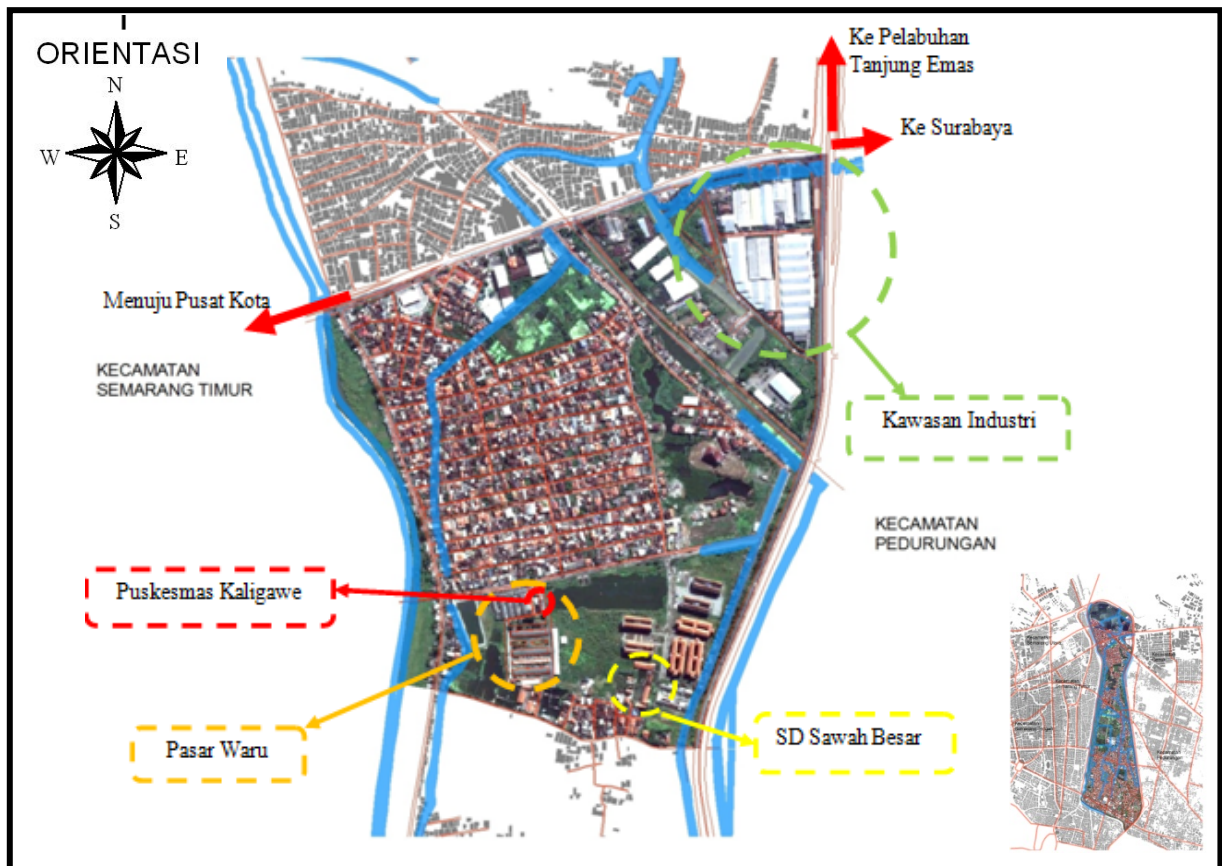 ORIENTASI
N
W
E
S
Ke Pelabuhan
Tanjung Emas
Ke Surabaya
Menuju Pusat Kota
KECAMATAN
SEMARANG TIMUR
Kawasan Industri
KECAMATAN
PEDURUNGAN
Puskesmas Kaligawe
Pasar Waru
SD Sawah Besar